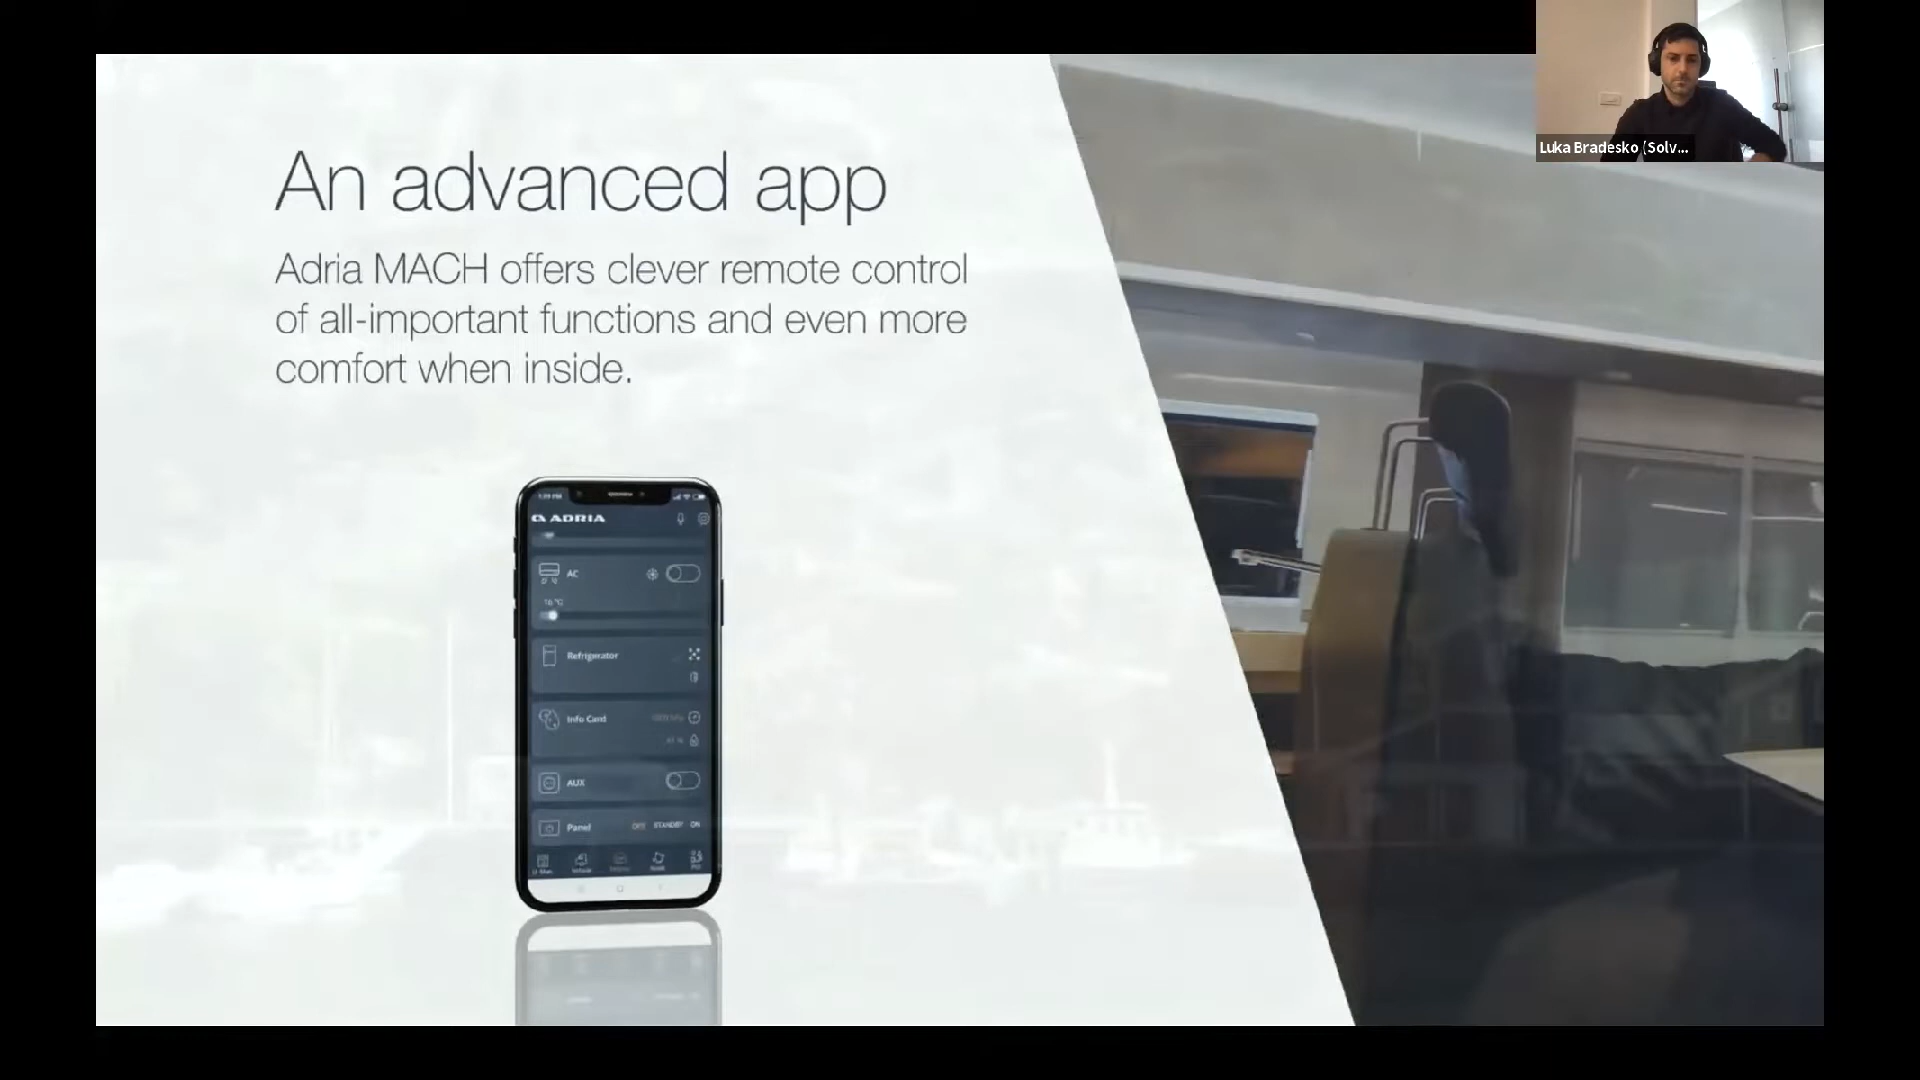 An advanced app
Adria MACH offers clever remote control
of all-important functions and even more
comfort when inside.
Luka Bradesko (Solv...
ADRIA
AC
16 °C
Refrigerator
Info Card
AUX
Panel
OFF STANDBY ON